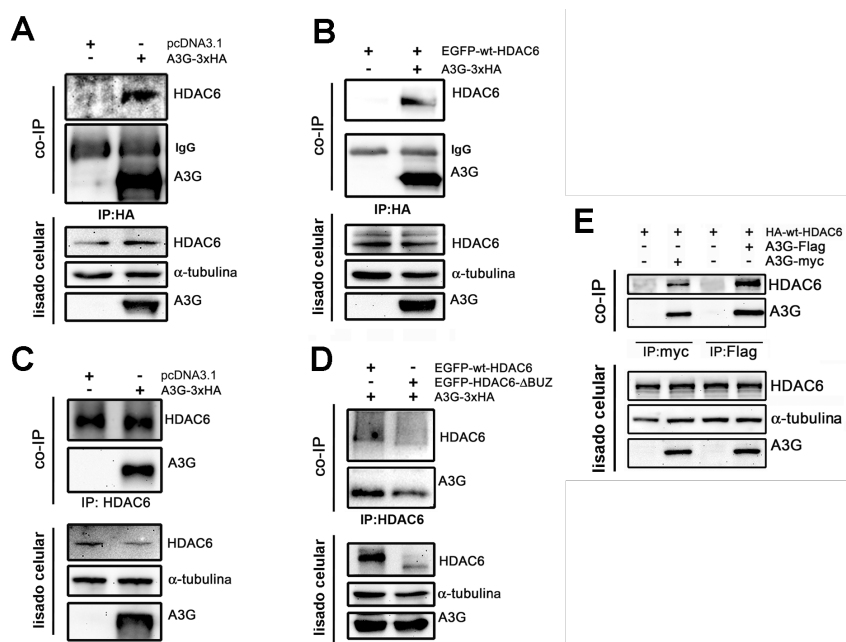 A
+ - pcDNA3.1
- + A3G-3xHA
co-IP
HDAC6
IgG
A3G
IP:HA
lisado celular
HDAC6
α-tubulina
A3G
B
+ + EGFP-wt-HDAC6
- + A3G-3xHA
co-IP
HDAC6
IgG
A3G
IP:HA
lisado celular
HDAC6
α-tubulina
A3G
C
+ - pcDNA3.1
- + A3G-3xHA
co-IP
HDAC6
A3G
IP: HDAC6
lisado celular
HDAC6
α-tubulina
A3G
D
+ - EGFP-wt-HDAC6
- + EGFP-HDAC6-ΔBUZ
+ + A3G-3xHA
co-IP
HDAC6
A3G
IP:HDAC6
lisado celular
HDAC6
α-tubulina
A3G
E
+ + + + HA-wt-HDAC6
- - - + A3G-Flag
- + - - A3G-myc
co-IP
HDAC6
A3G
IP:myc IP:Flag
lisado celular
HDAC6
α-tubulina
A3G